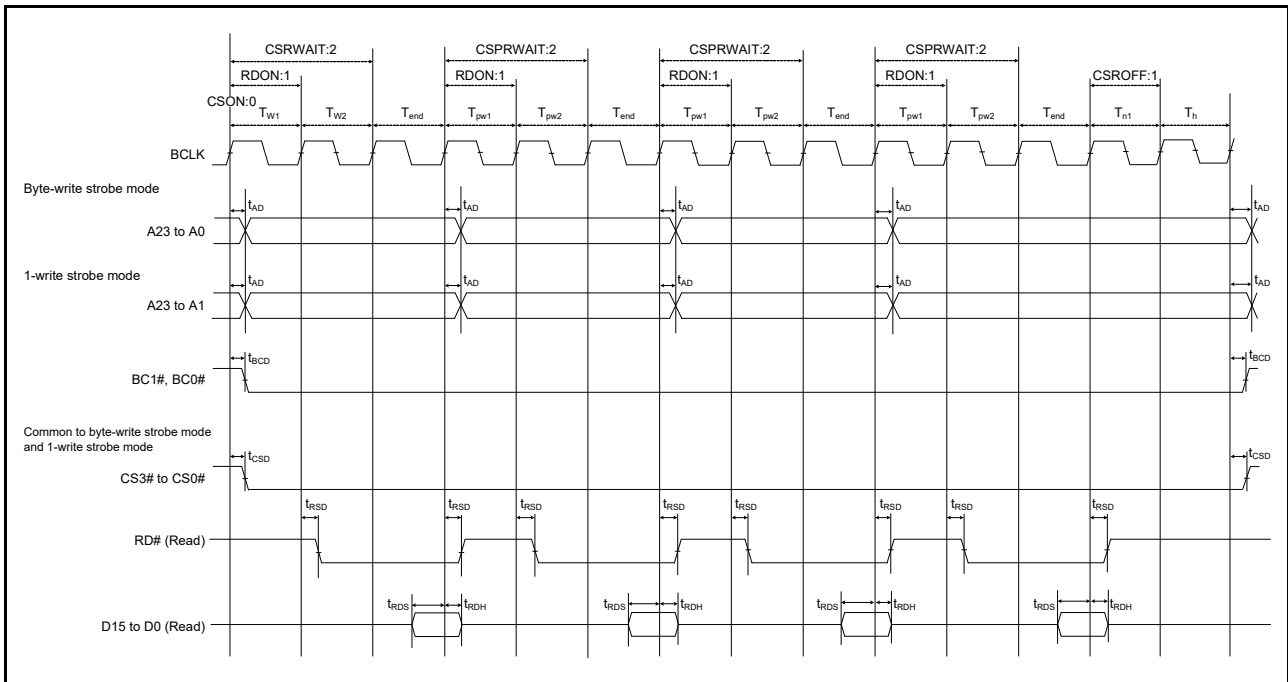 CSRWAIT:2 CSPRWAIT:2 CSPRWAIT:2 CSPRWAIT:2
RDON:1 RDON:1 RDON:1 RDON:1 CSROFF:1
CSON:0
TW1 TW2 Tend Tpw1 Tpw2 Tend Tpw1 Tpw2 Tend Tpw1 Tpw2 Tend Tn1 Th
BCLK
Byte-write strobe mode
tAD tAD tAD tAD tAD
A23 to A0
1-write strobe mode
tAD tAD tAD tAD tAD
A23 to A1
tBCD tBCD
BC1#, BC0#
Common to byte-write strobe mode
and 1-write strobe mode
tCSD tCSD
CS3# to CS0#
tRSD tRSD tRSD tRSD tRSD tRSD tRSD tRSD
RD# (Read)
tRDS tRDH tRDS tRDH tRDS tRDH tRDS tRDH
D15 to D0 (Read)